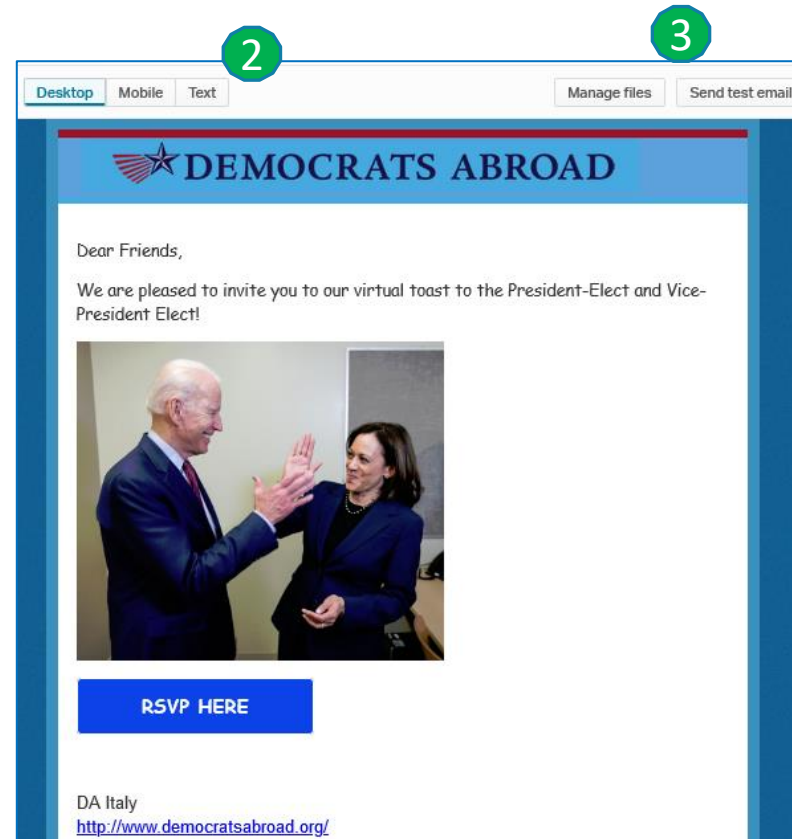 2
3
Desktop Mobile Text Manage files Send test email
DEMOCRATS ABROAD
Dear Friends,
We are pleased to invite you to our virtual toast to the President-Elect and Vice-
President Elect!
RSVP HERE
DA Italy
http://www.democratsabroad.org/